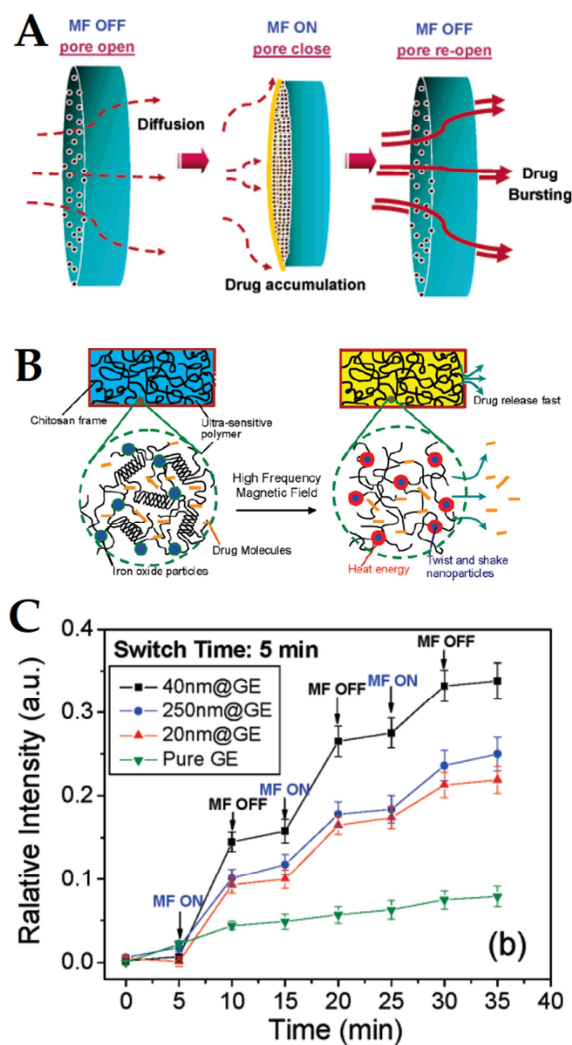 A
MF OFF
pore open
MF ON
pore close
MF OFF
pore re-open
Diffusion
Drug accumulation
Drug
Bursting
B
Chitosan frame
Ultra-sensitive
polymer
Drug release fast
High Frequency
Magnetic Field
Iron oxide particles
Drug Molecules
Heat energy
Twist and shake
nanoparticles
C
Switch Time: 5 min
40nm@GE
250nm@GE
20nm@GE
Pure GE
MF ON
MF OFF
MF ON
MF OFF
MF ON
MF OFF
(b)
Ralative Intensity (a.u.)
0.4
0.3
0.2
0.1
0.0
0 5 10 15 20 25 30 35 40
Time (min)